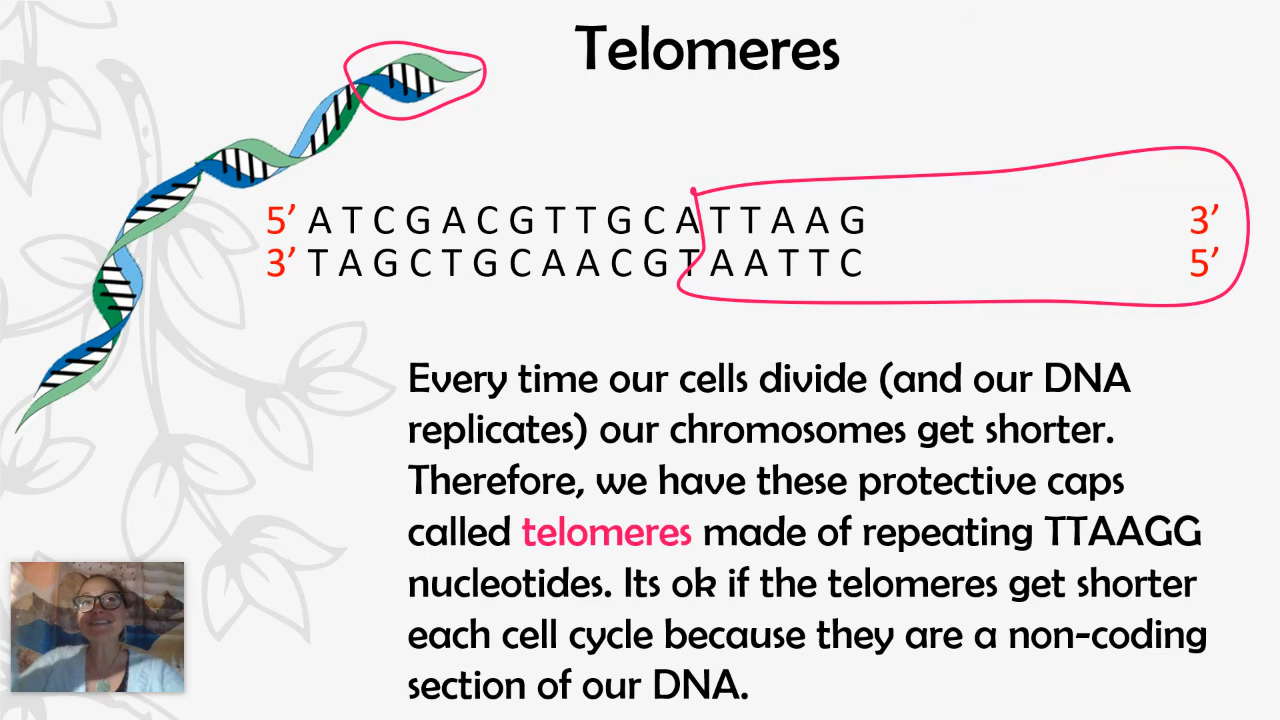 Telomeres
5’ A T C G A C G T T G C A T T A A G 3’
3’ T A G C T G C A A C G T A A T T C 5’
Every time our cells divide (and our DNA
replicates) our chromosomes get shorter.
Therefore, we have these protective caps
called telomeres made of repeating TTAAGG
nucleotides. Its ok if the telomeres get shorter
each cell cycle because they are a non-coding
section of our DNA.